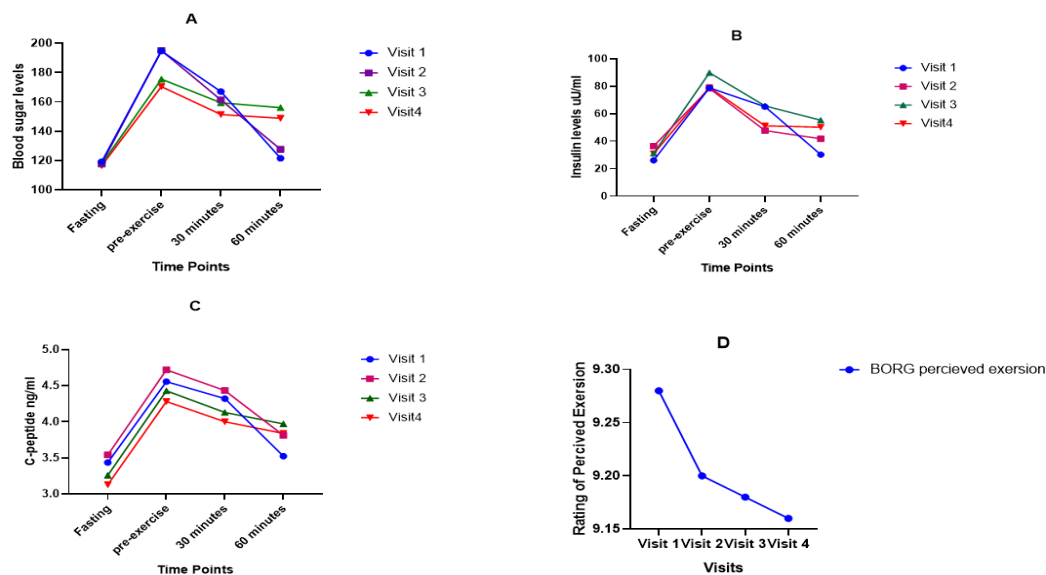 A
Blood sugar levels
200
180
160
140
120
100
Fasting
pre-exercise
30 minutes
60 minutes
Time Points
Visit 1
Visit 2
Visit 3
Visit4
B
Insulin levels uU/ml
100
80
60
40
20
0
Fasting
pre-exercise
30 minutes
60 minutes
Time Points
Visit 1
Visit 2
Visit 3
Visit4
C
C-peptide ng/ml
5.0
4.5
4.0
3.5
3.0
Fasting
pre-exercise
30 minutes
60 minutes
Time Points
Visit 1
Visit 2
Visit 3
Visit4
D
Rating of Percived Exersion
9.30
9.25
9.20
9.15
Visit 1 Visit 2 Visit 3 Visit 4
Visits
BORG percieved exersion